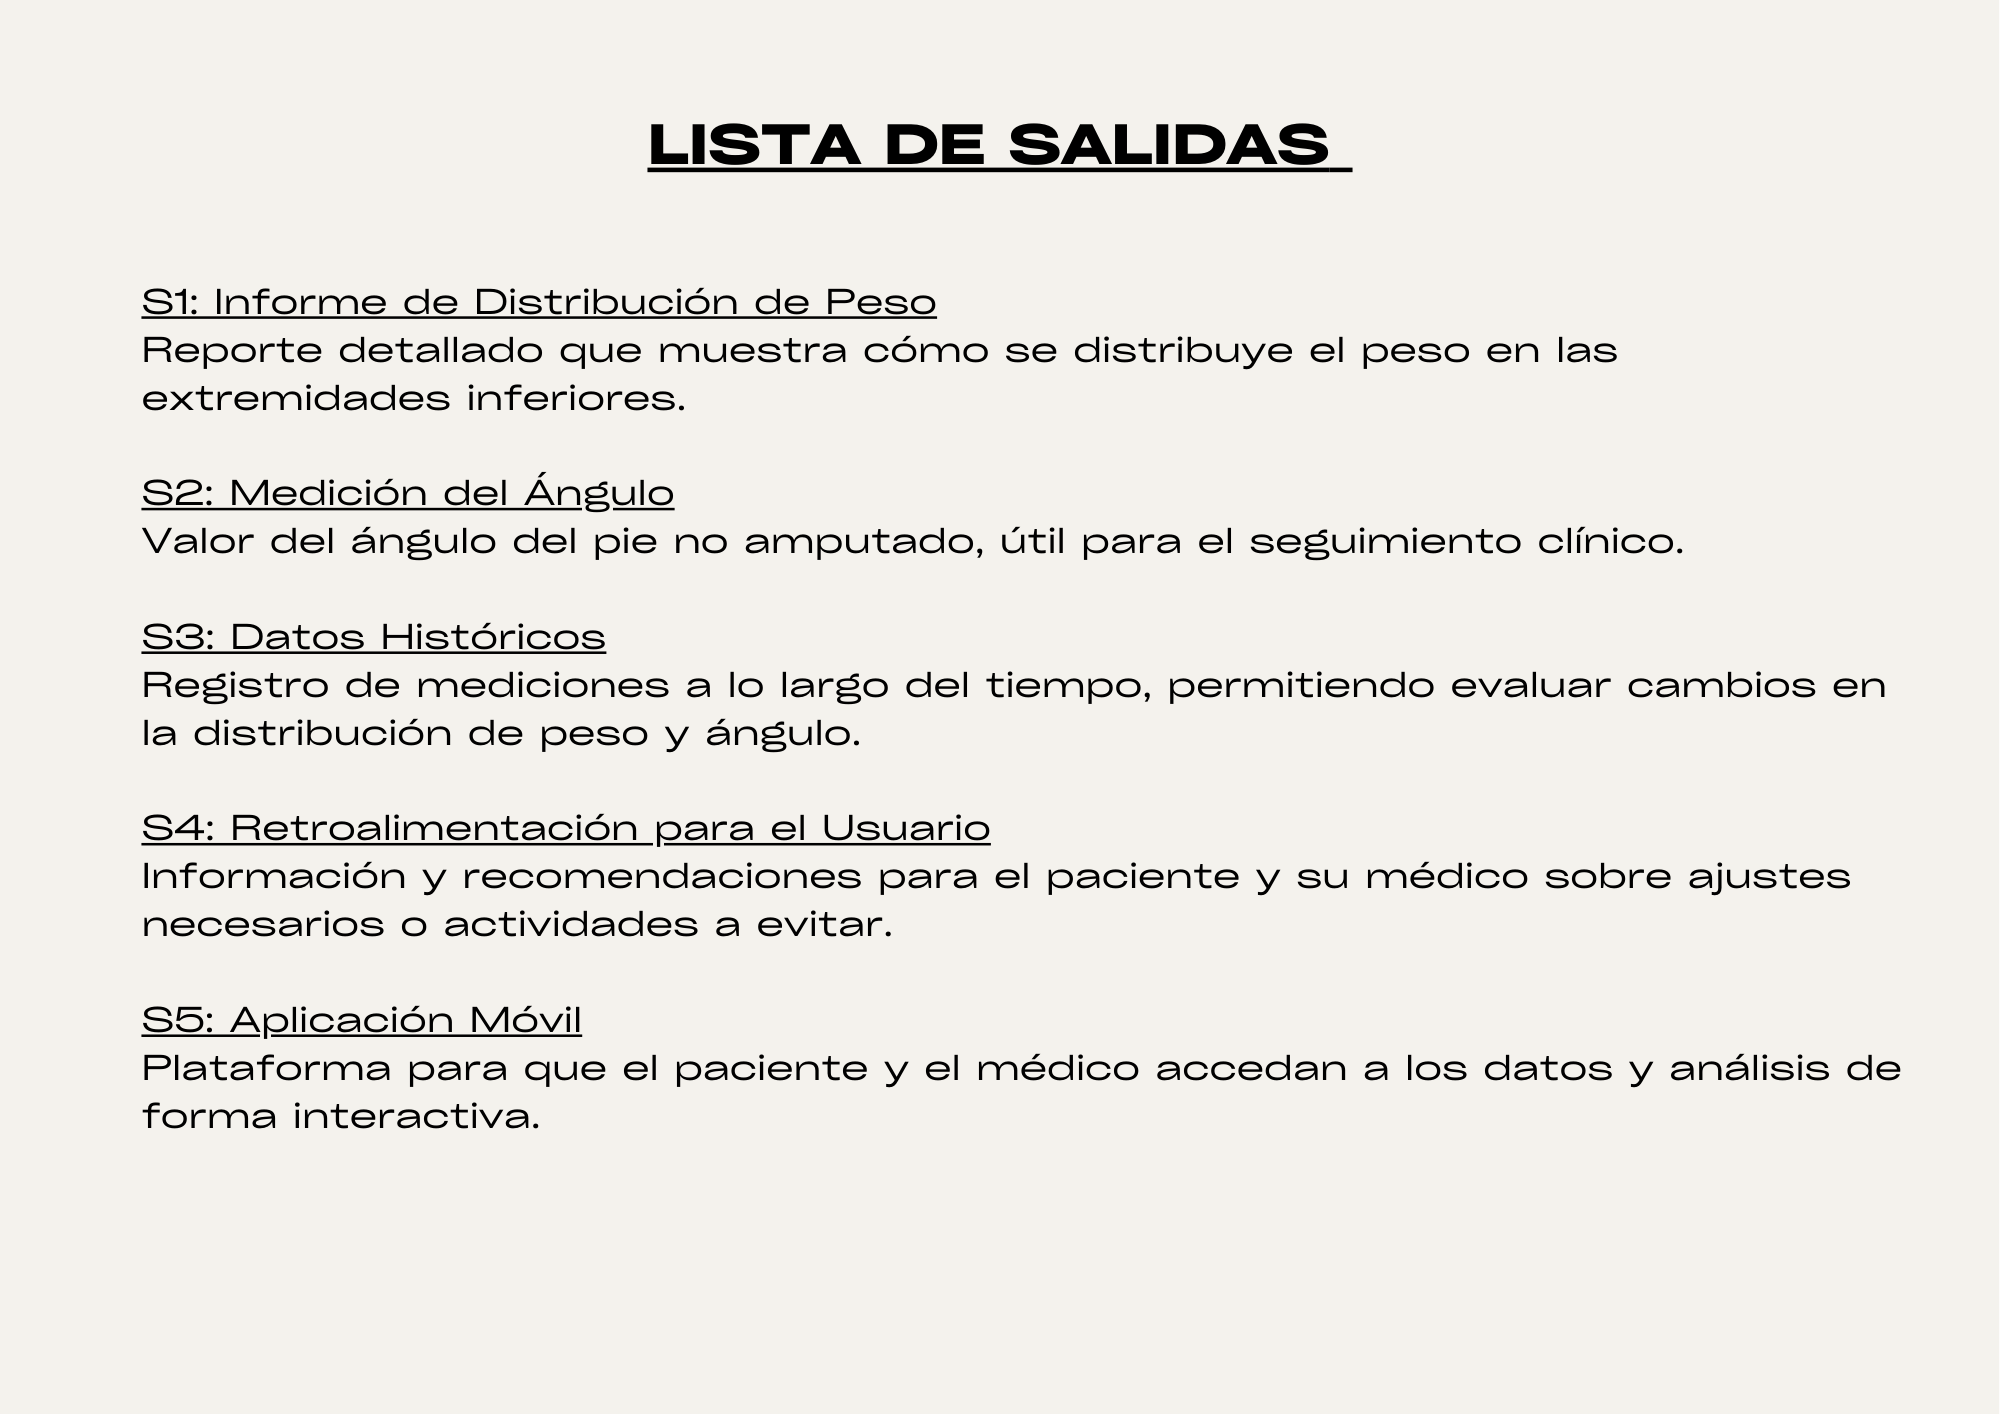 LISTA DE SALIDAS
S1: Informe de Distribución de Peso
Reporte detallado que muestra cómo se distribuye el peso en las
extremidades inferiores.
S2: Medición del Ángulo
Valor del ángulo del pie no amputado, útil para el seguimiento clínico.
S3: Datos Históricos
Registro de mediciones a lo largo del tiempo, permitiendo evaluar cambios en
la distribución de peso y ángulo.
S4: Retroalimentación para el Usuario
Información y recomendaciones para el paciente y su médico sobre ajustes
necesarios o actividades a evitar.
S5: Aplicación Móvil
Plataforma para que el paciente y el médico accedan a los datos y análisis de
forma interactiva.